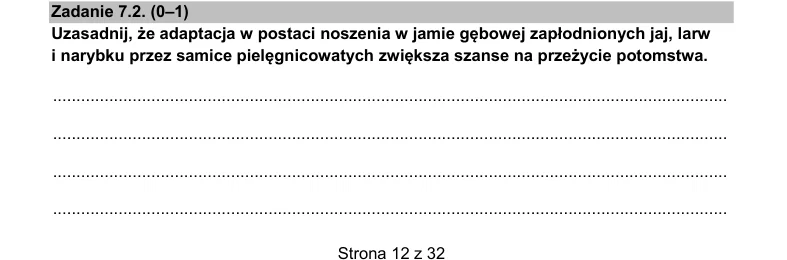 Zadanie 7.2. (0–1)
Uzasadnij, że adaptacja w postaci noszenia w jamie gębowej zapłodnionych jaj, larw
i narybku przez samice pielęgnicowatych zwiększa szanse na przeżycie potomstwa.
....................................................................................................................................................
....................................................................................................................................................
....................................................................................................................................................
....................................................................................................................................................
Strona 12 z 32